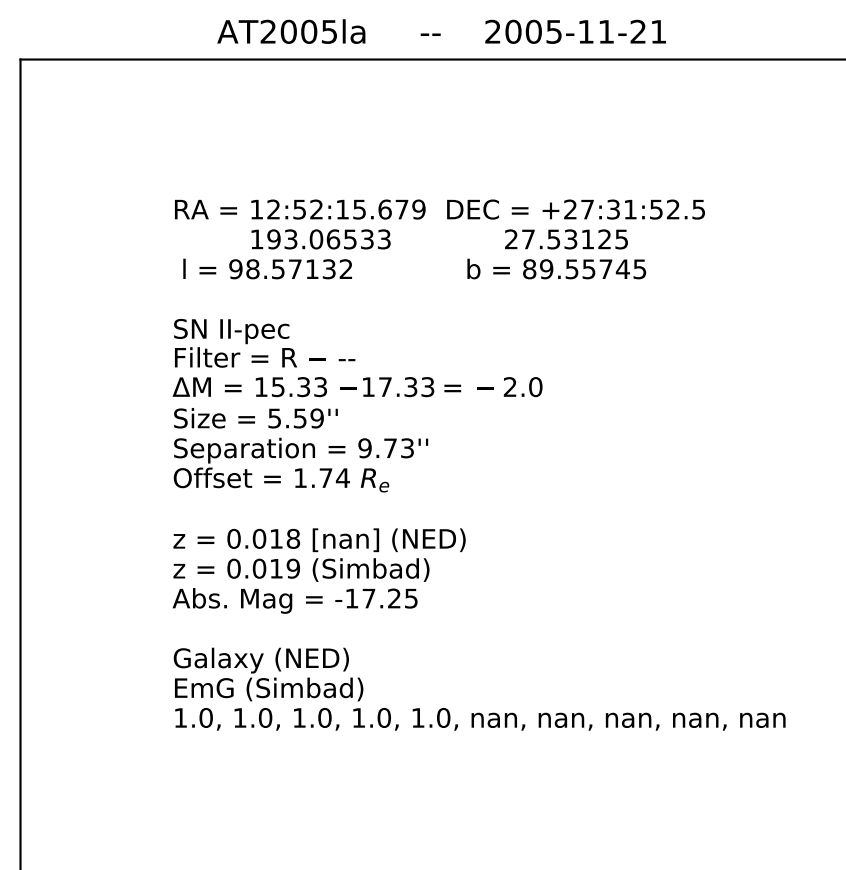 AT2005la -- 2005-11-21
RA = 12:52:15.679 DEC = +27:31:52.5
193.06533 27.53125
l = 98.57132 b = 89.55745
SN II-pec
Filter = R − --
ΔM = 15.33 −17.33 = − 2.0
Size = 5.59''
Separation = 9.73''
Offset = 1.74 Rₑ
z = 0.018 [nan] (NED)
z = 0.019 (Simbad)
Abs. Mag = -17.25
Galaxy (NED)
EmG (Simbad)
1.0, 1.0, 1.0, 1.0, 1.0, nan, nan, nan, nan, nan